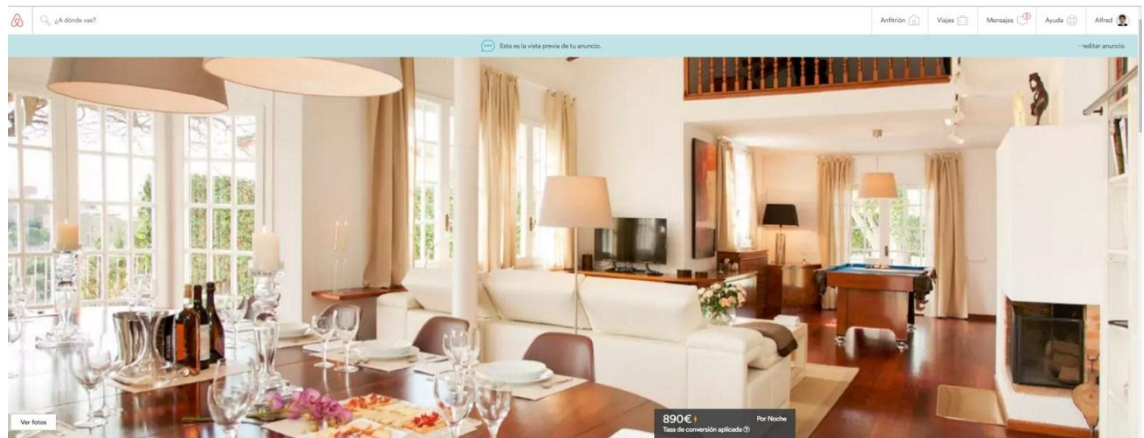 ¿A dónde vas?
Anfitrión
Viajes
Mensajes
Ayuda
Alfred
Esta es la vista previa de tu anuncio.
editar anuncio
Ver fotos
890€ Por Noche
Tasa de conversión aplicada